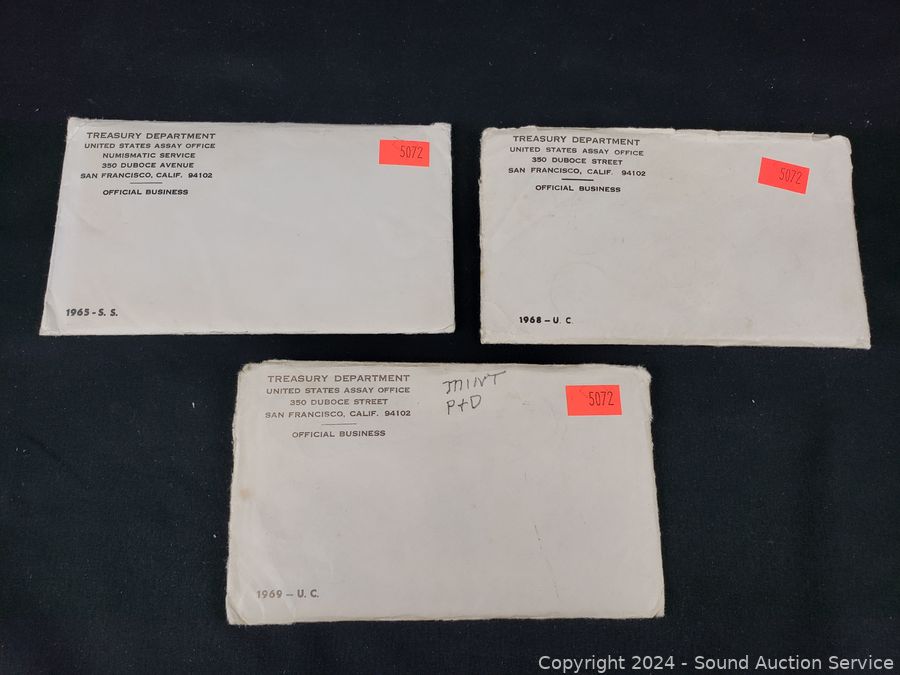 TREASURY DEPARTMENT
UNITED STATES ASSAY OFFICE
NUMISMATIC SERVICE
350 DUBOCE AVENUE
SAN FRANCISCO, CALIF. 94102
OFFICIAL BUSINESS
5072
1965 - S. S.
TREASURY DEPARTMENT
UNITED STATES ASSAY OFFICE
350 DUBOCE STREET
SAN FRANCISCO, CALIF. 94102
OFFICIAL BUSINESS
5072
1968 - U. C.
TREASURY DEPARTMENT
UNITED STATES ASSAY OFFICE
350 DUBOCE STREET
SAN FRANCISCO, CALIF. 94102
OFFICIAL BUSINESS
MINT
P+D
5072
1969 - U. C.
Copyright © 2024 - Sound Auction Service